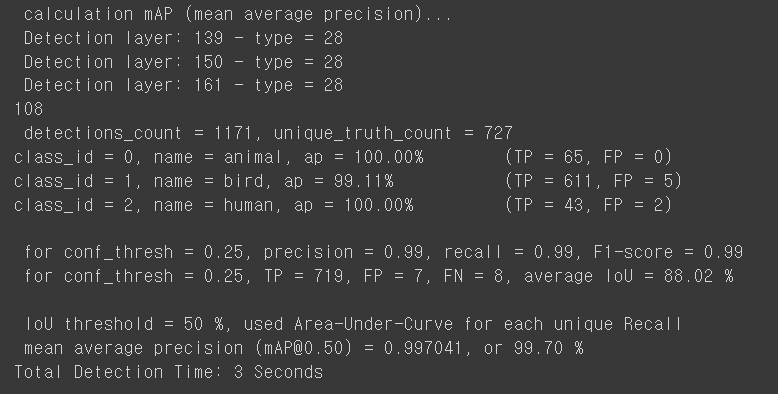 calculation mAP (mean average precision)...
Detection layer: 139 - type = 28
Detection layer: 150 - type = 28
Detection layer: 161 - type = 28
108
detections_count = 1171, unique_truth_count = 727
class_id = 0, name = animal, ap = 100.00% (TP = 65, FP = 0)
class_id = 1, name = bird, ap = 99.11% (TP = 611, FP = 5)
class_id = 2, name = human, ap = 100.00% (TP = 43, FP = 2)
for conf_thresh = 0.25, precision = 0.99, recall = 0.99, F1-score = 0.99
for conf_thresh = 0.25, TP = 719, FP = 7, FN = 8, average IoU = 88.02 %
IoU threshold = 50 %, used Area-Under-Curve for each unique Recall
mean average precision (mAP@0.50) = 0.997041, or 99.70 %
Total Detection Time: 3 Seconds